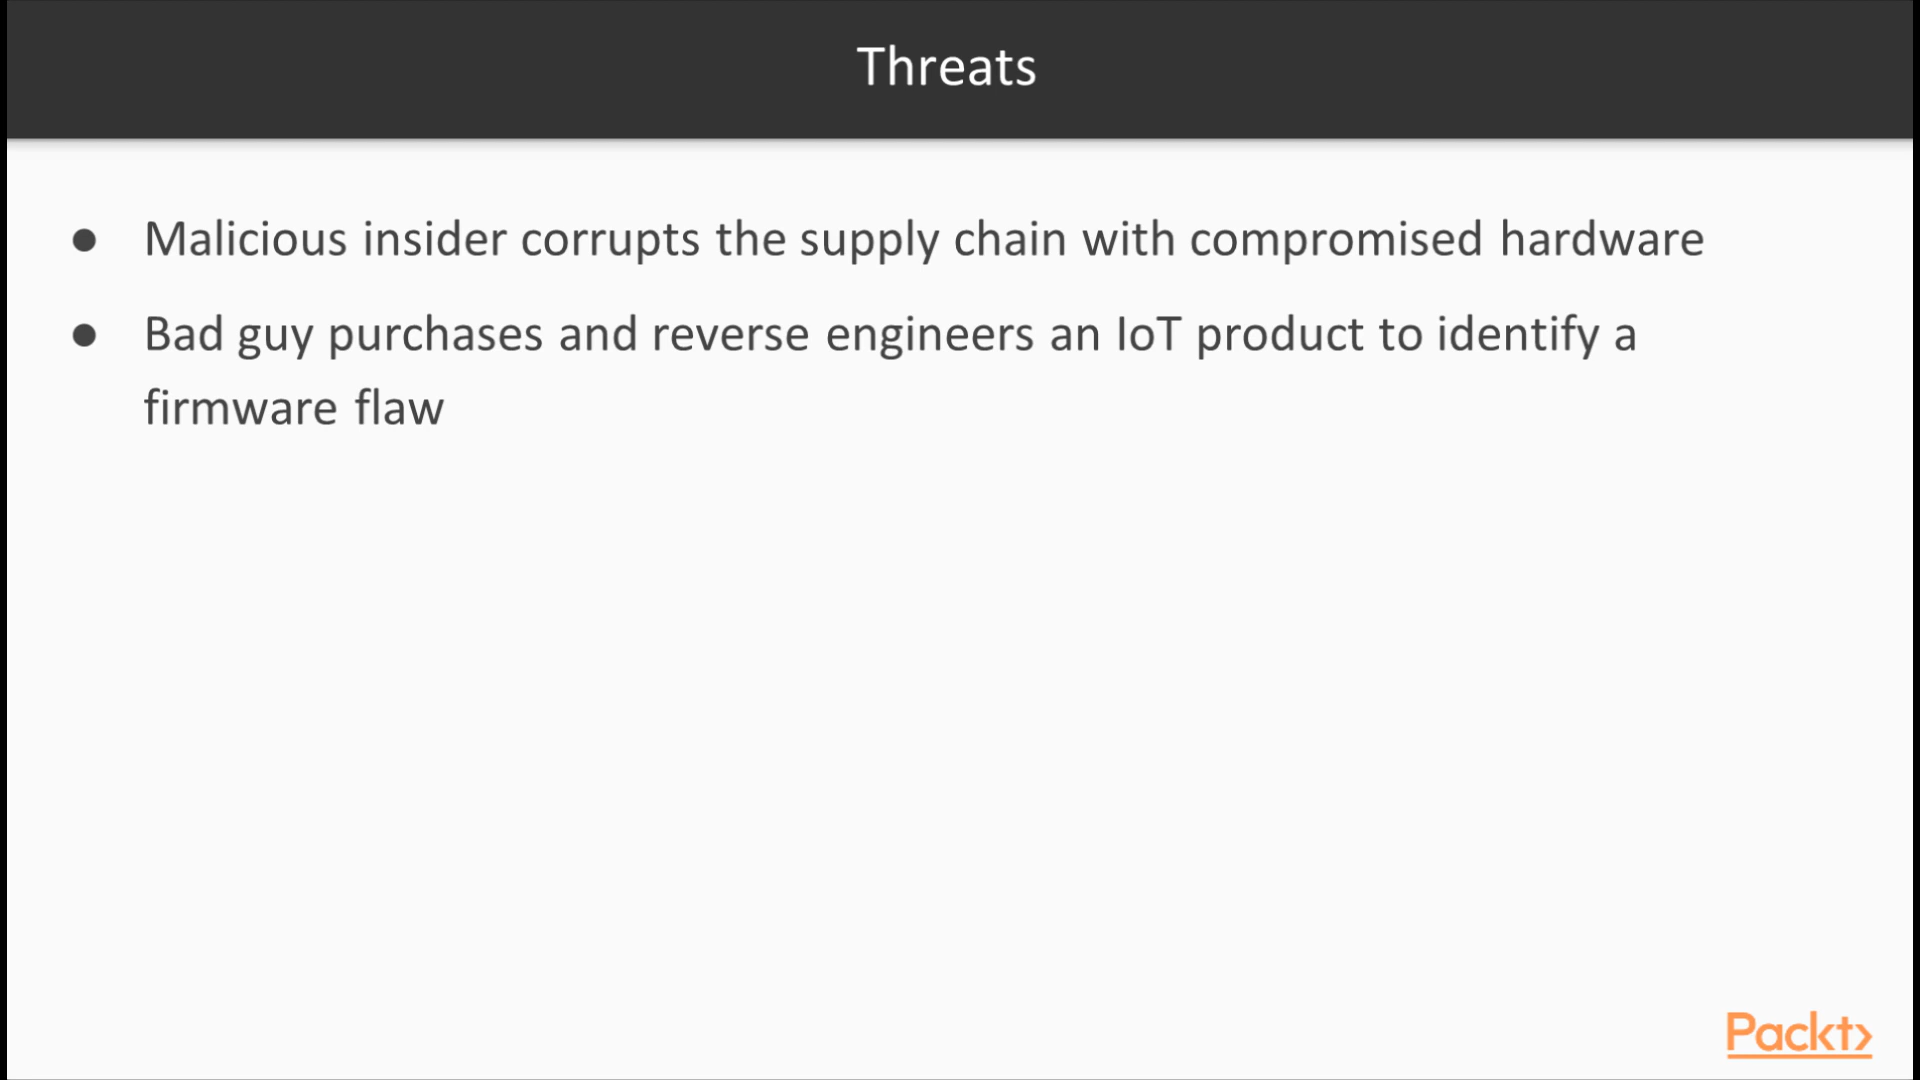 Threats
● Malicious insider corrupts the supply chain with compromised hardware
● Bad guy purchases and reverse engineers an IoT product to identify a
firmware flaw
Packt>